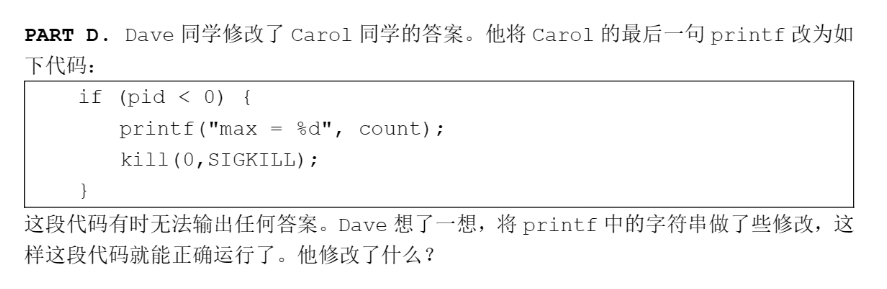 PART D. Dave 同学修改了 Carol 同学的答案。他将 Carol 的最后一句 printf 改为如
下代码：
if (pid < 0) {
printf("max = %d", count);
kill(0,SIGKILL);
}
这段代码有时无法输出任何答案。Dave 想了一想，将 printf 中的字符串做了些修改，这
样这段代码就能正确运行了。他修改了什么？